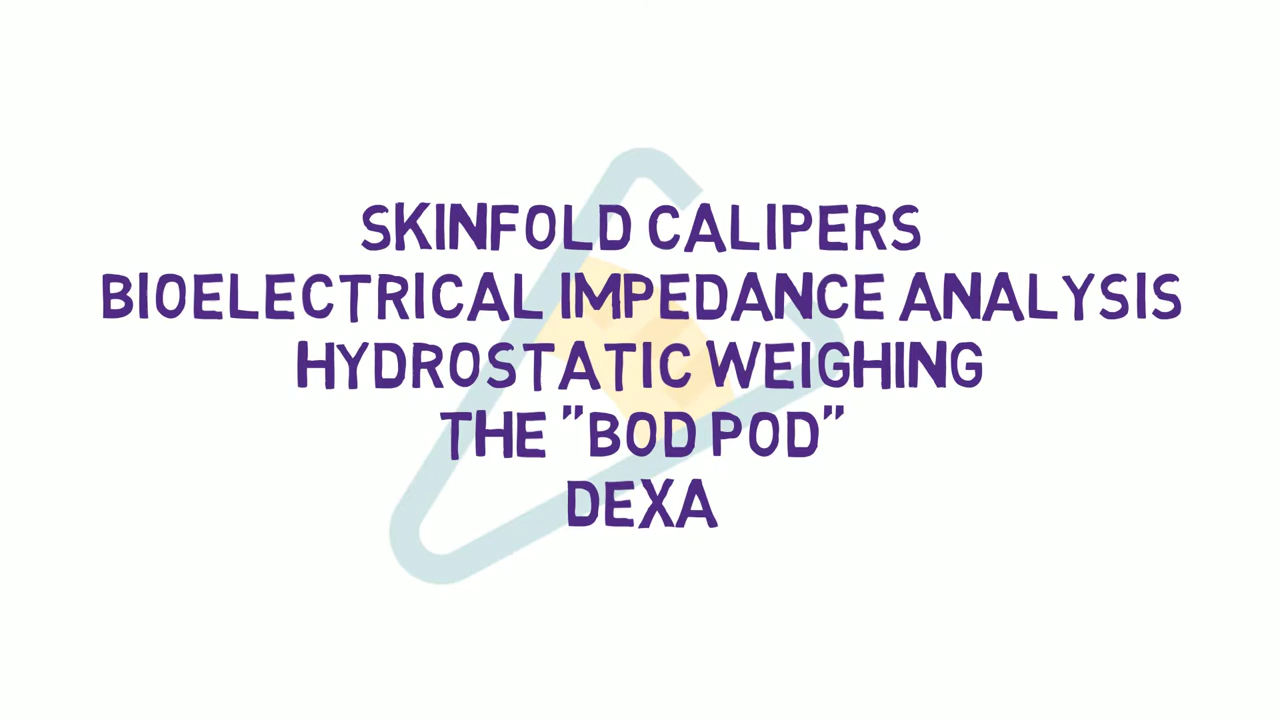 SKINFOLD CALIPERS
BIOELECTRICAL IMPEDANCE ANALYSIS
HYDROSTATIC WEIGHING
THE "BOD POD"
DEXA